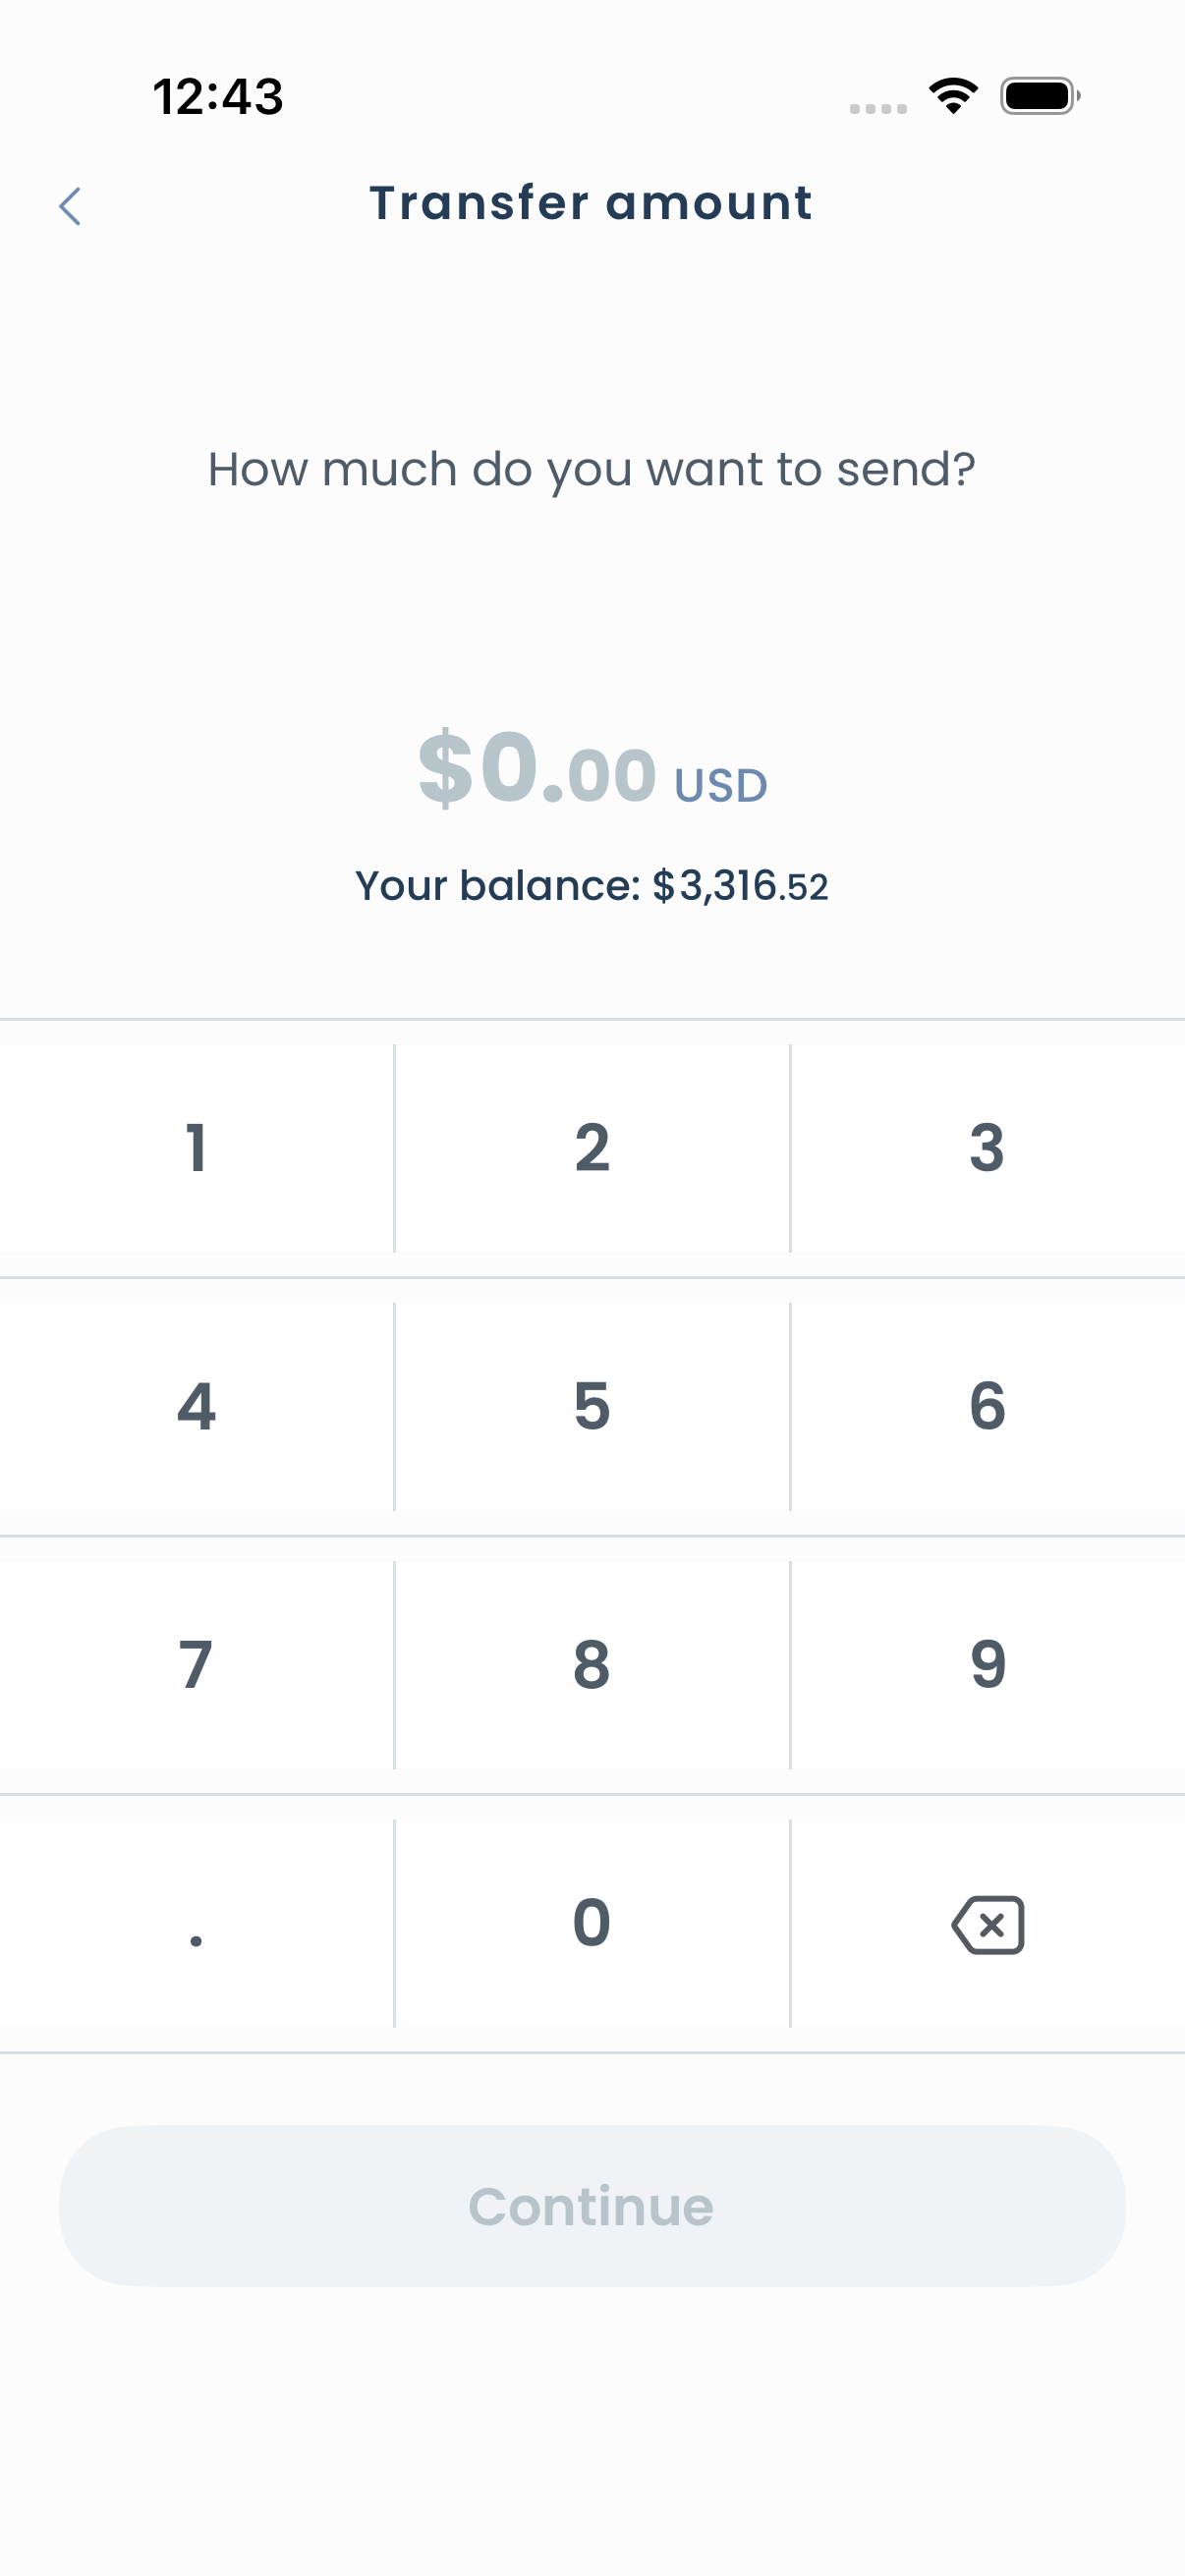 12:43
Transfer amount
How much do you want to send?
$0.00 USD
Your balance: $3,316.52
1 2 3
4 5 6
7 8 9
. 0
Continue